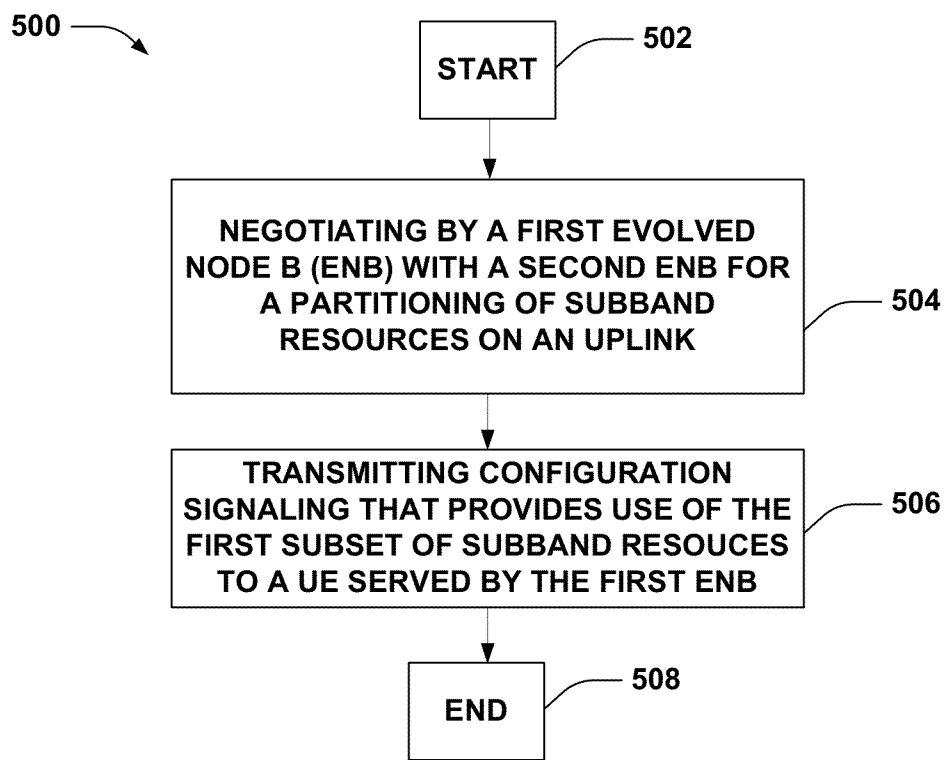 500
502
START
NEGOTIATING BY A FIRST EVOLVED
NODE B (ENB) WITH A SECOND ENB FOR
A PARTITIONING OF SUBBAND
RESOURCES ON AN UPLINK
504
TRANSMITTING CONFIGURATION
SIGNALING THAT PROVIDES USE OF THE
FIRST SUBSET OF SUBBAND RESOUCES
TO A UE SERVED BY THE FIRST ENB
506
508
END